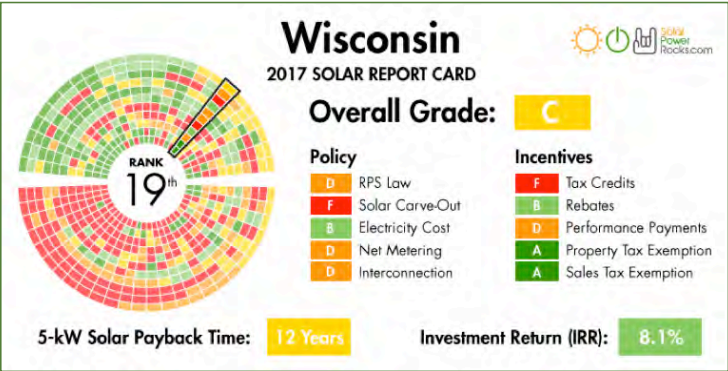 Wisconsin
2017 SOLAR REPORT CARD
Solar
Power
Rocks.com
Overall Grade: C
RANK
19th
Policy
D RPS Law
F Solar Carve-Out
B Electricity Cost
D Net Metering
D Interconnection
Incentives
F Tax Credits
B Rebates
D Performance Payments
A Property Tax Exemption
A Sales Tax Exemption
5-kW Solar Payback Time: 12 Years
Investment Return (IRR): 8.1%